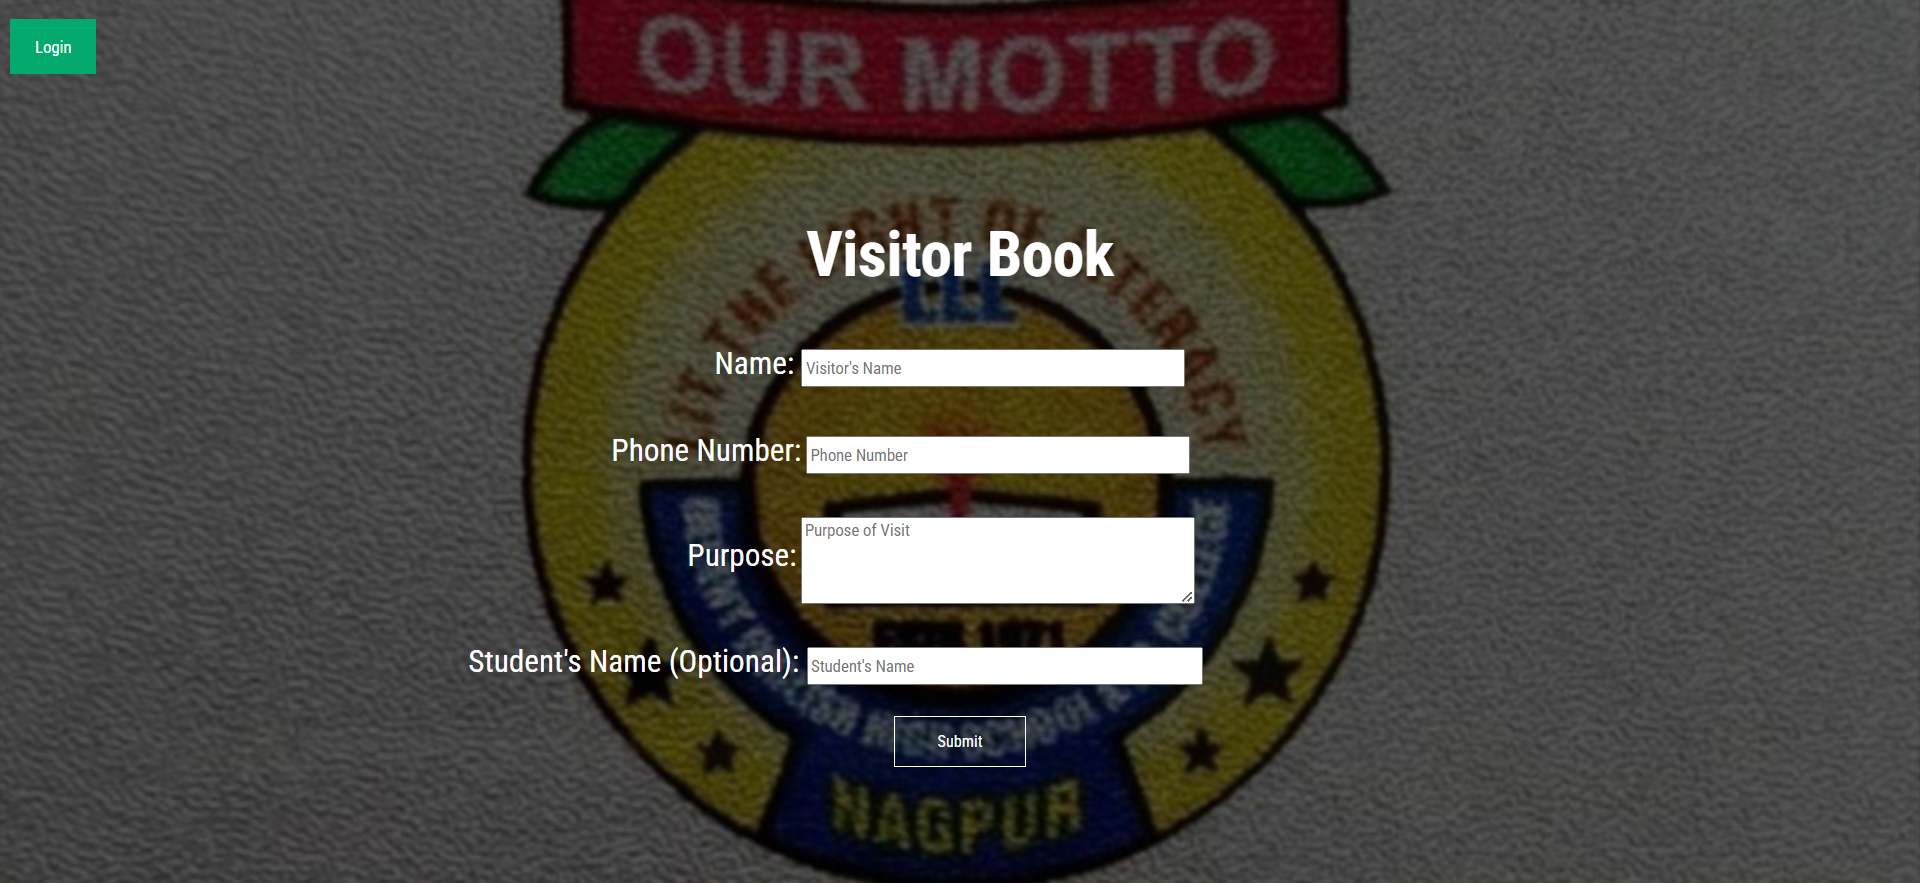 Login
OUR MOTTO
Visitor Book
Name: Visitor's Name
Phone Number: Phone Number
Purpose: Purpose of Visit
Student's Name (Optional): Student's Name
Submit
NAGPUR